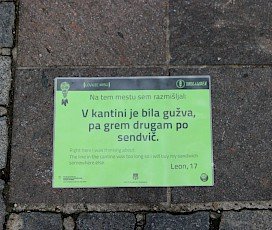 Na tem mestu sem razmišljal:
V kantini je bila gužva,
pa grem drugam po
sendvič.
Right here I was thinking about:
The line in the canteen was too long so I will buy my sandwich
somewhere else.
Leon, 17